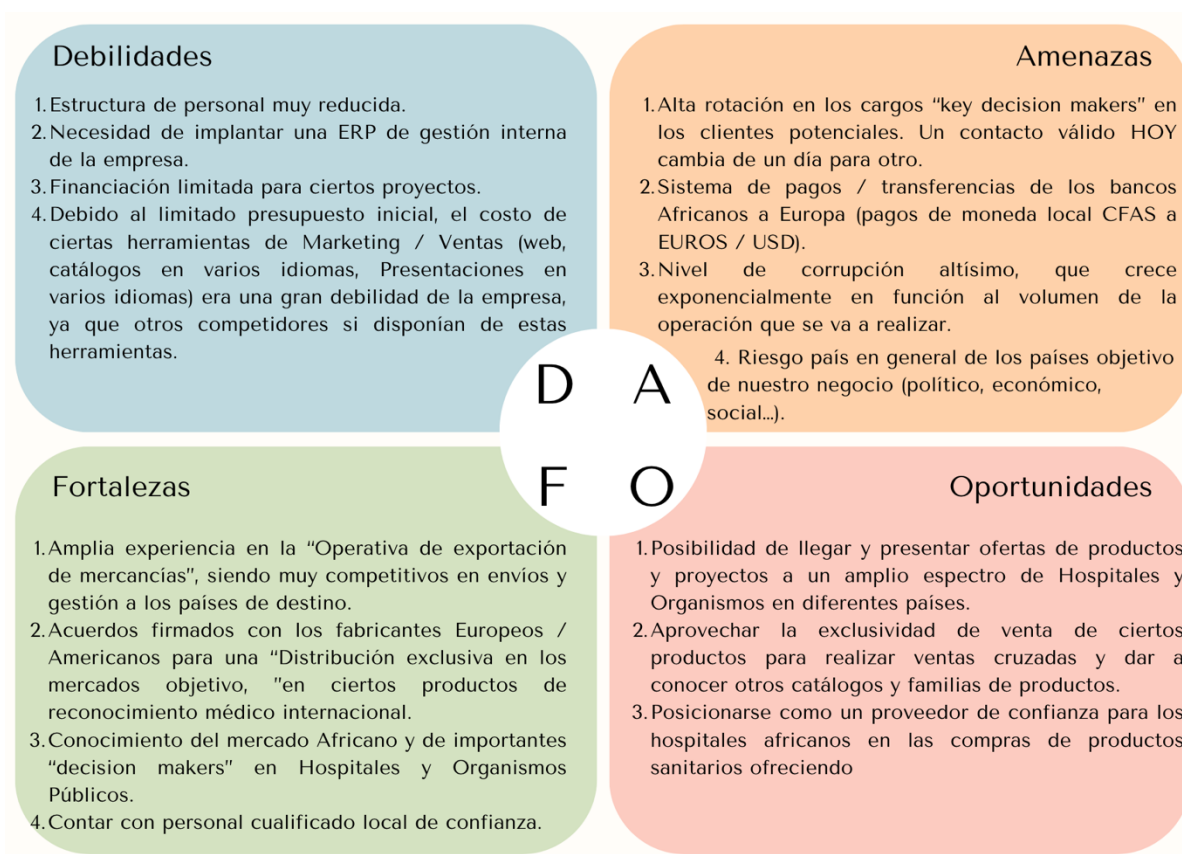 Debilidades
1. Estructura de personal muy reducida.
2. Necesidad de implantar una ERP de gestión interna
de la empresa.
3. Financiación limitada para ciertos proyectos.
4. Debido al limitado presupuesto inicial, el costo de
ciertas herramientas de Marketing / Ventas (web,
catálogos en varios idiomas, Presentaciones en
varios idiomas) era una gran debilidad de la empresa,
ya que otros competidores si disponían de estas
herramientas.
Amenazas
1. Alta rotación en los cargos “key decision makers” en
los clientes potenciales. Un contacto válido HOY
cambia de un día para otro.
2. Sistema de pagos / transferencias de los bancos
Africanos a Europa (pagos de moneda local CFAS a
EUROS / USD).
3. Nivel de corrupción altísimo, que crece
exponencialmente en función al volumen de la
operación que se va a realizar.
4. Riesgo país en general de los países objetivo
de nuestro negocio (político, económico,
social...).
D A
F O
Fortalezas
1. Amplia experiencia en la “Operativa de exportación
de mercancías”, siendo muy competitivos en envíos y
gestión a los países de destino.
2. Acuerdos firmados con los fabricantes Europeos /
Americanos para una “Distribución exclusiva en los
mercados objetivo, ”en ciertos productos de
reconocimiento médico internacional.
3. Conocimiento del mercado Africano y de importantes
“decision makers” en Hospitales y Organismos
Públicos.
4. Contar con personal cualificado local de confianza.
Oportunidades
1. Posibilidad de llegar y presentar ofertas de productos
y proyectos a un amplio espectro de Hospitales y
Organismos en diferentes países.
2. Aprovechar la exclusividad de venta de ciertos
productos para realizar ventas cruzadas y dar a
conocer otros catálogos y familias de productos.
3. Posicionarse como un proveedor de confianza para los
hospitales africanos en las compras de productos
sanitarios ofreciendo